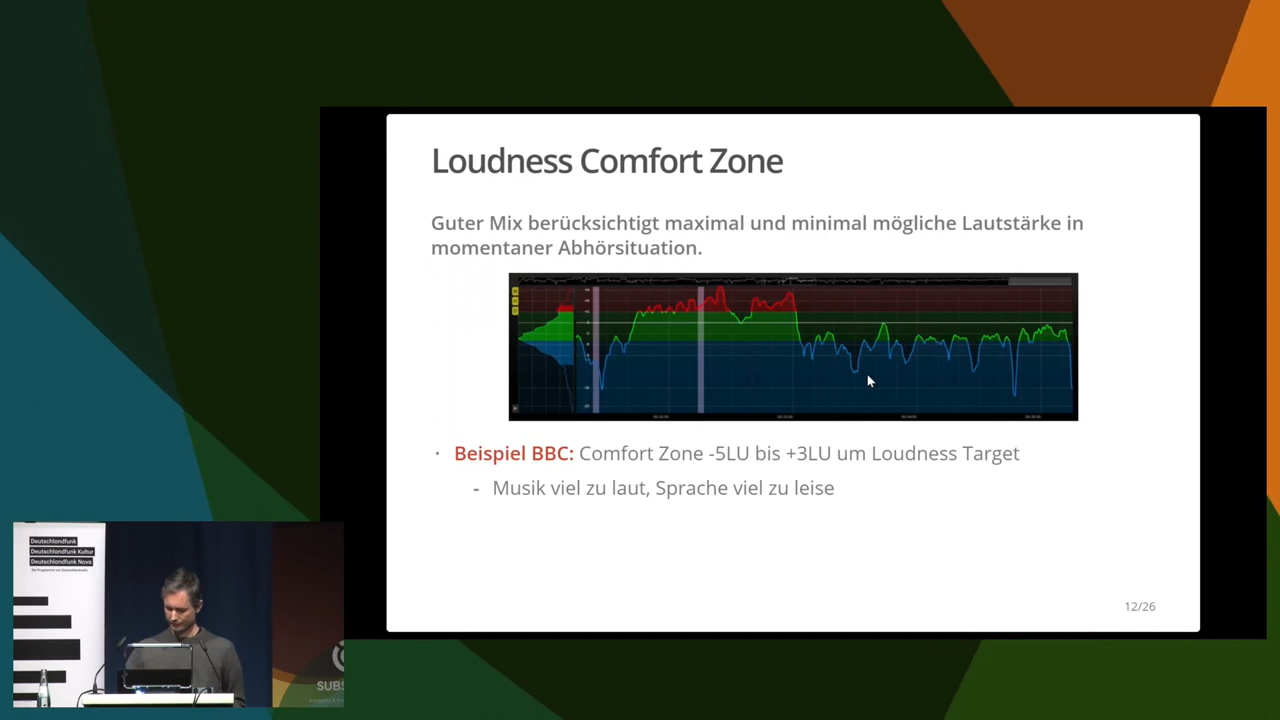 Loudness Comfort Zone
Guter Mix berücksichtigt maximal und minimal mögliche Lautstärke in
momentaner Abhörsituation.
· Beispiel BBC: Comfort Zone -5LU bis +3LU um Loudness Target
- Musik viel zu laut, Sprache viel zu leise
12/26
Deutschlandfunk
Deutschlandfunk Kultur
Deutschlandfunk Nova
SUBS